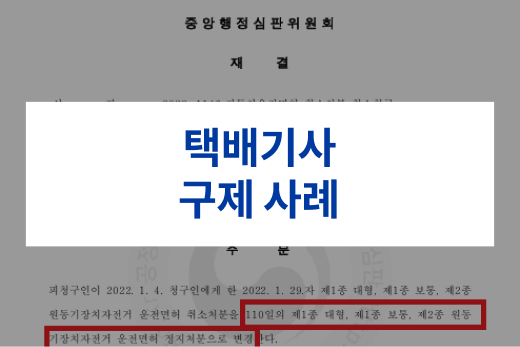 중앙행정심판위원회
재 결
택배기사
구제 사례
주 문
피청구인이 2022. 1. 4. 청구인에게 한 2022. 1. 29.자 제1종 대형, 제1종 보통, 제2종
원동기장치자전거 운전면허 취소처분을 110일의 제1종 대형, 제1종 보통, 제2종 원동
기장치자전거 운전면허 정지처분으로 변경한다.